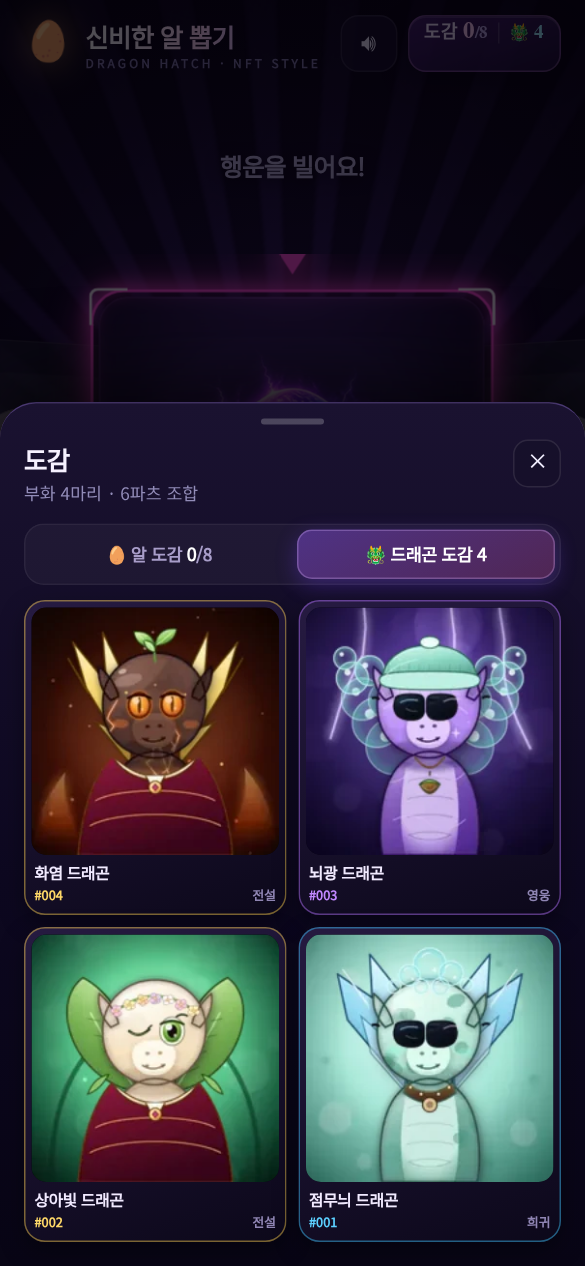 신비한 알 뽑기
DRAGON HATCH · NFT STYLE
도감 0/8
4
행운을 빌어요!
도감
부화 4마리 · 6파츠 조합
알 도감 0/8
드래곤 도감 4
화염 드래곤
#004
전설
뇌광 드래곤
#003
영웅
상아빛 드래곤
#002
전설
점무늬 드래곤
#001
희귀